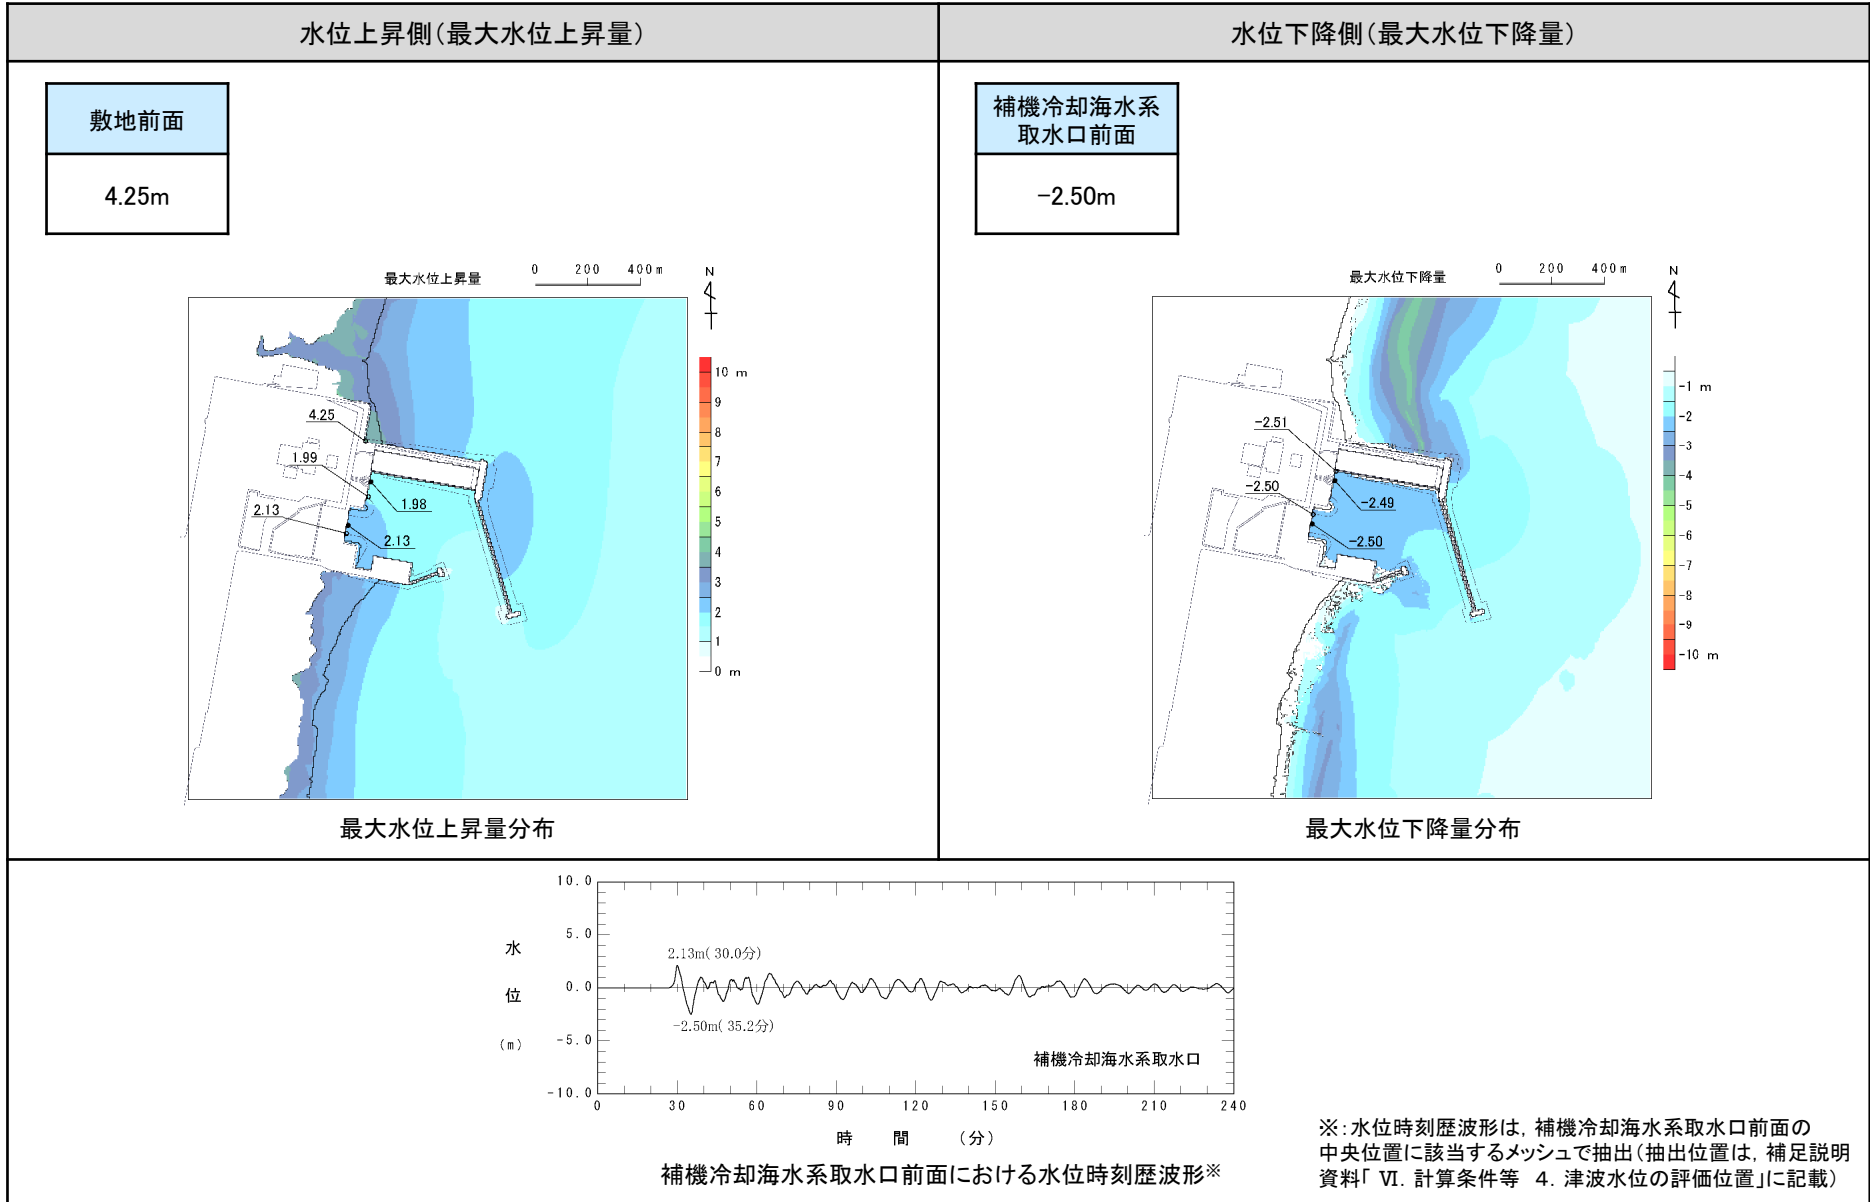 水位上昇側(最大水位上昇量)
水位下降側(最大水位下降量)
敷地前面
4.25m
補機冷却海水系
取水口前面
-2.50m
最大水位上昇量
0 200 400m
N
4.25
1.99
1.98
2.13
2.13
10 m
9
8
7
6
5
4
3
2
1
0 m
最大水位上昇量分布
最大水位下降量
0 200 400m
N
-2.51
-2.50
-2.49
-2.50
-1 m
-2
-3
-4
-5
-6
-7
-8
-9
-10 m
最大水位下降量分布
10.0
5.0
0.0
-5.0
-10.0
水
位
(m)
2.13m( 30.0分)
-2.50m( 35.2分)
補機冷却海水系取水口
0 30 60 90 120 150 180 210 240
時 間 (分)
補機冷却海水系取水口前面における水位時刻歴波形※
※:水位時刻歴波形は, 補機冷却海水系取水口前面の
中央位置に該当するメッシュで抽出(抽出位置は, 補足説明
資料「 Ⅵ. 計算条件等 4. 津波水位の評価位置」に記載)